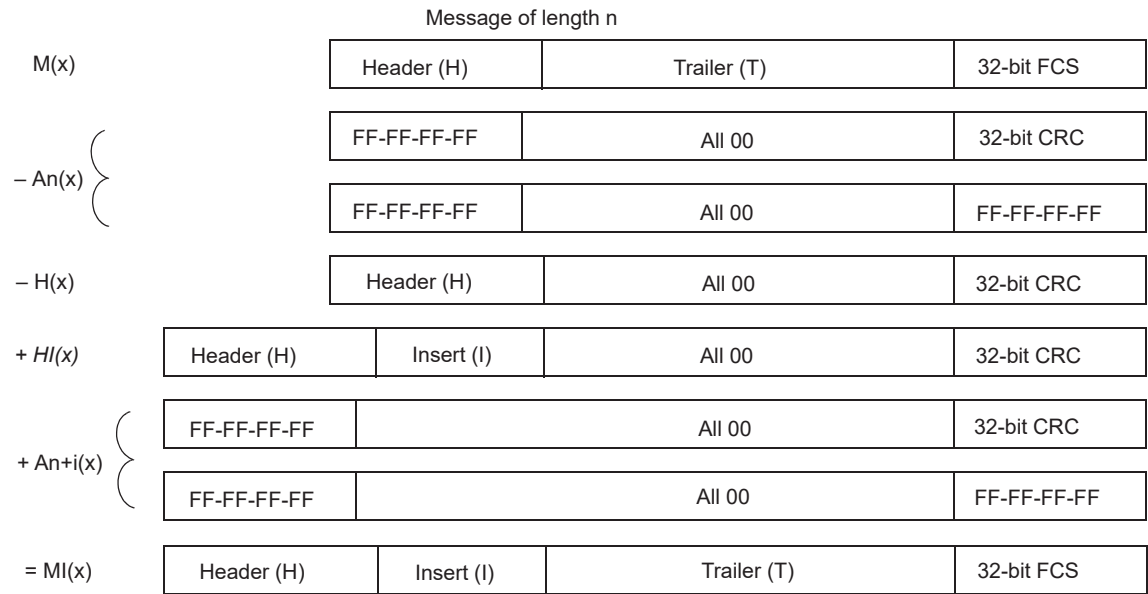 Message of length n
M(x) Header (H) Trailer (T) 32-bit FCS
FF-FF-FF-FF All 00 32-bit CRC
– An(x)
FF-FF-FF-FF All 00 FF-FF-FF-FF
– H(x) Header (H) All 00 32-bit CRC
+ HI(x) Header (H) Insert (I) All 00 32-bit CRC
FF-FF-FF-FF All 00 32-bit CRC
+ An+i(x)
FF-FF-FF-FF All 00 FF-FF-FF-FF
= MI(x) Header (H) Insert (I) Trailer (T) 32-bit FCS